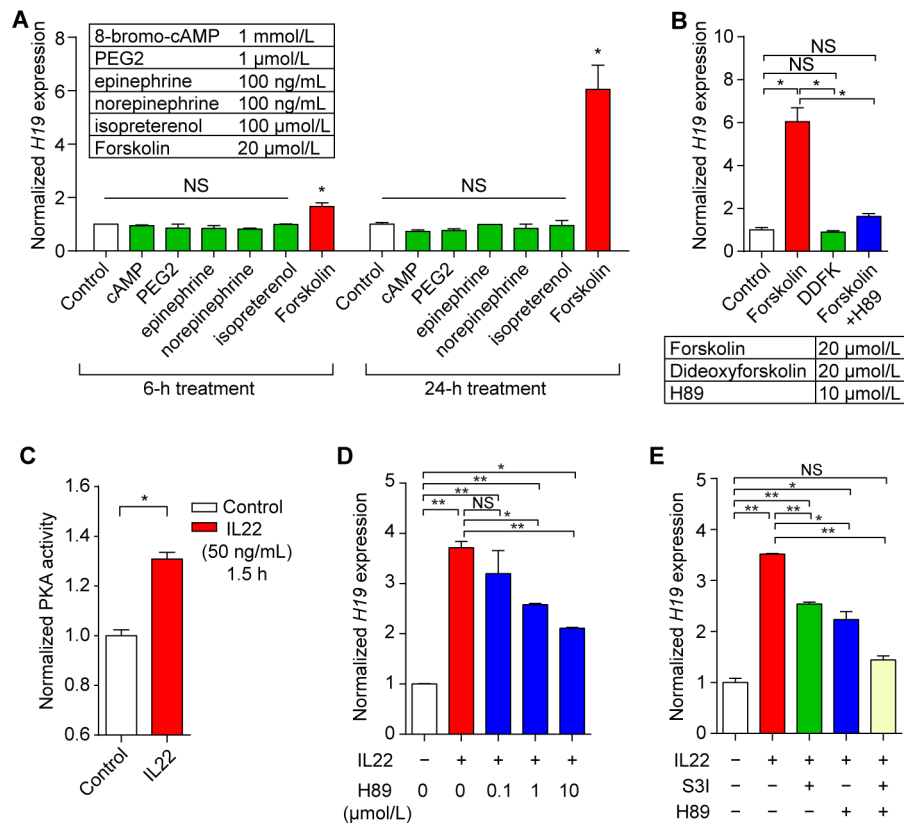 A
Normalized H19 expression
8
6
4
2
0
8-bromo-cAMP 1 mmol/L
PEG2 1 µmol/L
epinephrine 100 ng/mL
norepinephrine 100 ng/mL
isopreterenol 100 µmol/L
Forskolin 20 µmol/L
NS
*
NS
*
Control
cAMP
PEG2
epinephrine
norepinephrine
isopreterenol
Forskolin
Control
cAMP
PEG2
epinephrine
norepinephrine
isopreterenol
Forskolin
6-h treatment
24-h treatment
B
Normalized H19 expression
10
8
6
4
2
0
NS
NS
* *
*
Control
Forskolin
DDFK
Forskolin
+H89
Forskolin 20 µmol/L
Dideoxyforskolin 20 µmol/L
H89 10 µmol/L
C
Normalized PKA activity
1.6
1.4
1.2
1.0
0.8
0.6
*
Control
IL22
(50 ng/mL)
1.5 h
Control
IL22
D
Normalized H19 expression
5
4
3
2
1
0
*
**
**
** NS
*
**
IL22 – + + + +
H89 0 0 0.1 1 10
(µmol/L)
E
Normalized H19 expression
5
4
3
2
1
0
NS
*
**
** **
*
**
IL22 – + + + +
S3I – – + – +
H89 – – – + +